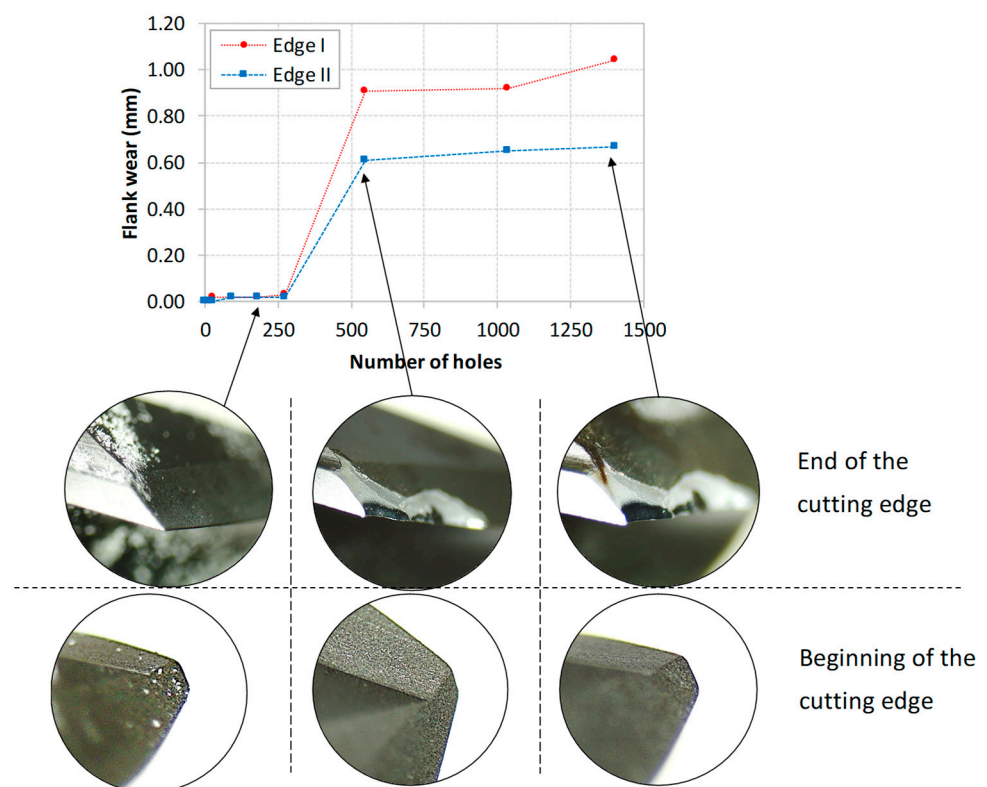 1.20
1.00
0.80
0.60
0.40
0.20
0.00
Flank wear (mm)
Edge I
Edge II
0 250 500 750 1000 1250 1500
Number of holes
End of the
cutting edge
Beginning of the
cutting edge